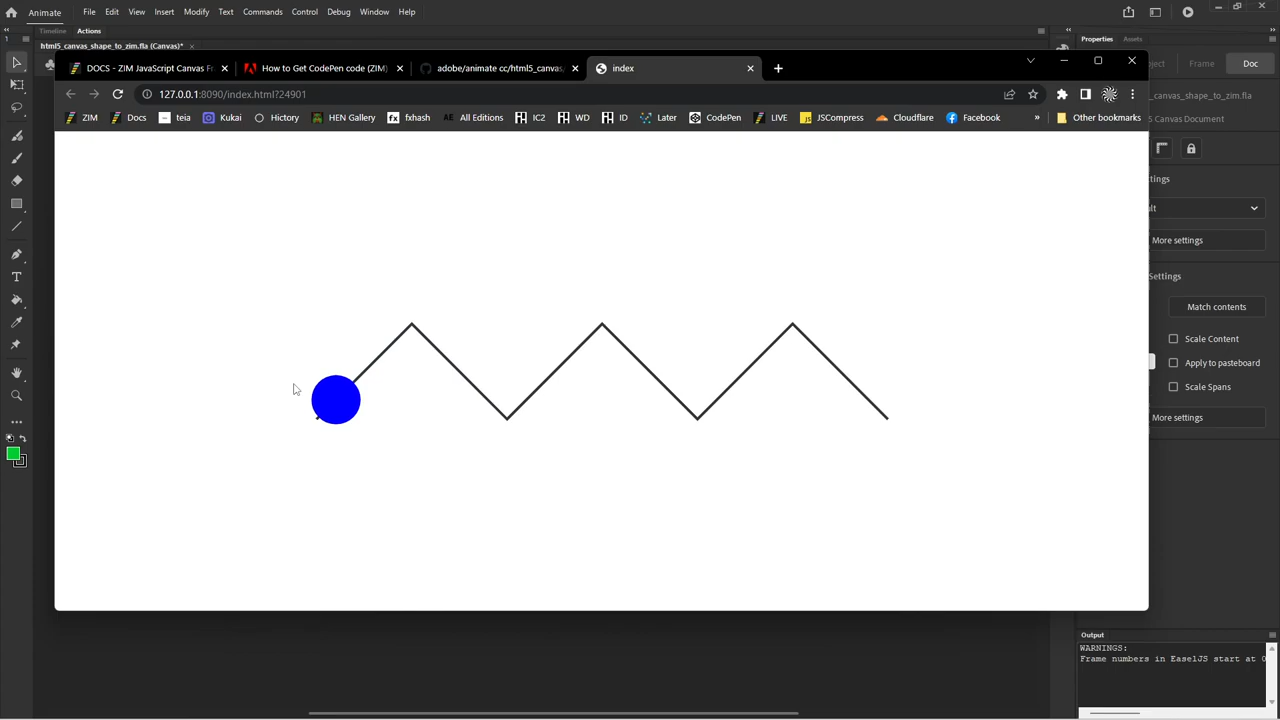 Animate File Edit View Insert Modify Text Commands Control Debug Window Help
Timeline Actions
html5_canvas_shape_to_zim.fla (Canvas)* ×
Properties Assets
DOCS - ZIM JavaScript Canvas Fr
How to Get CodePen code (ZIM)
adobe/animate cc/html5_canvas
index
oject Frame Doc
127.0.0.1:8090/index.html?24901
_canvas_shape_to_zim.fla
ZIM Docs teia Kukai Hictory HEN Gallery fxhash All Editions IC2 WD ID Later CodePen LIVE JSCompress Cloudflare Facebook » Other bookmarks
5 Canvas Document
ttings
ult
More settings
Settings
Match contents
Scale Content
Apply to pasteboard
Scale Spans
More settings
Output
WARNINGS:
Frame numbers in EaselJS start at 0